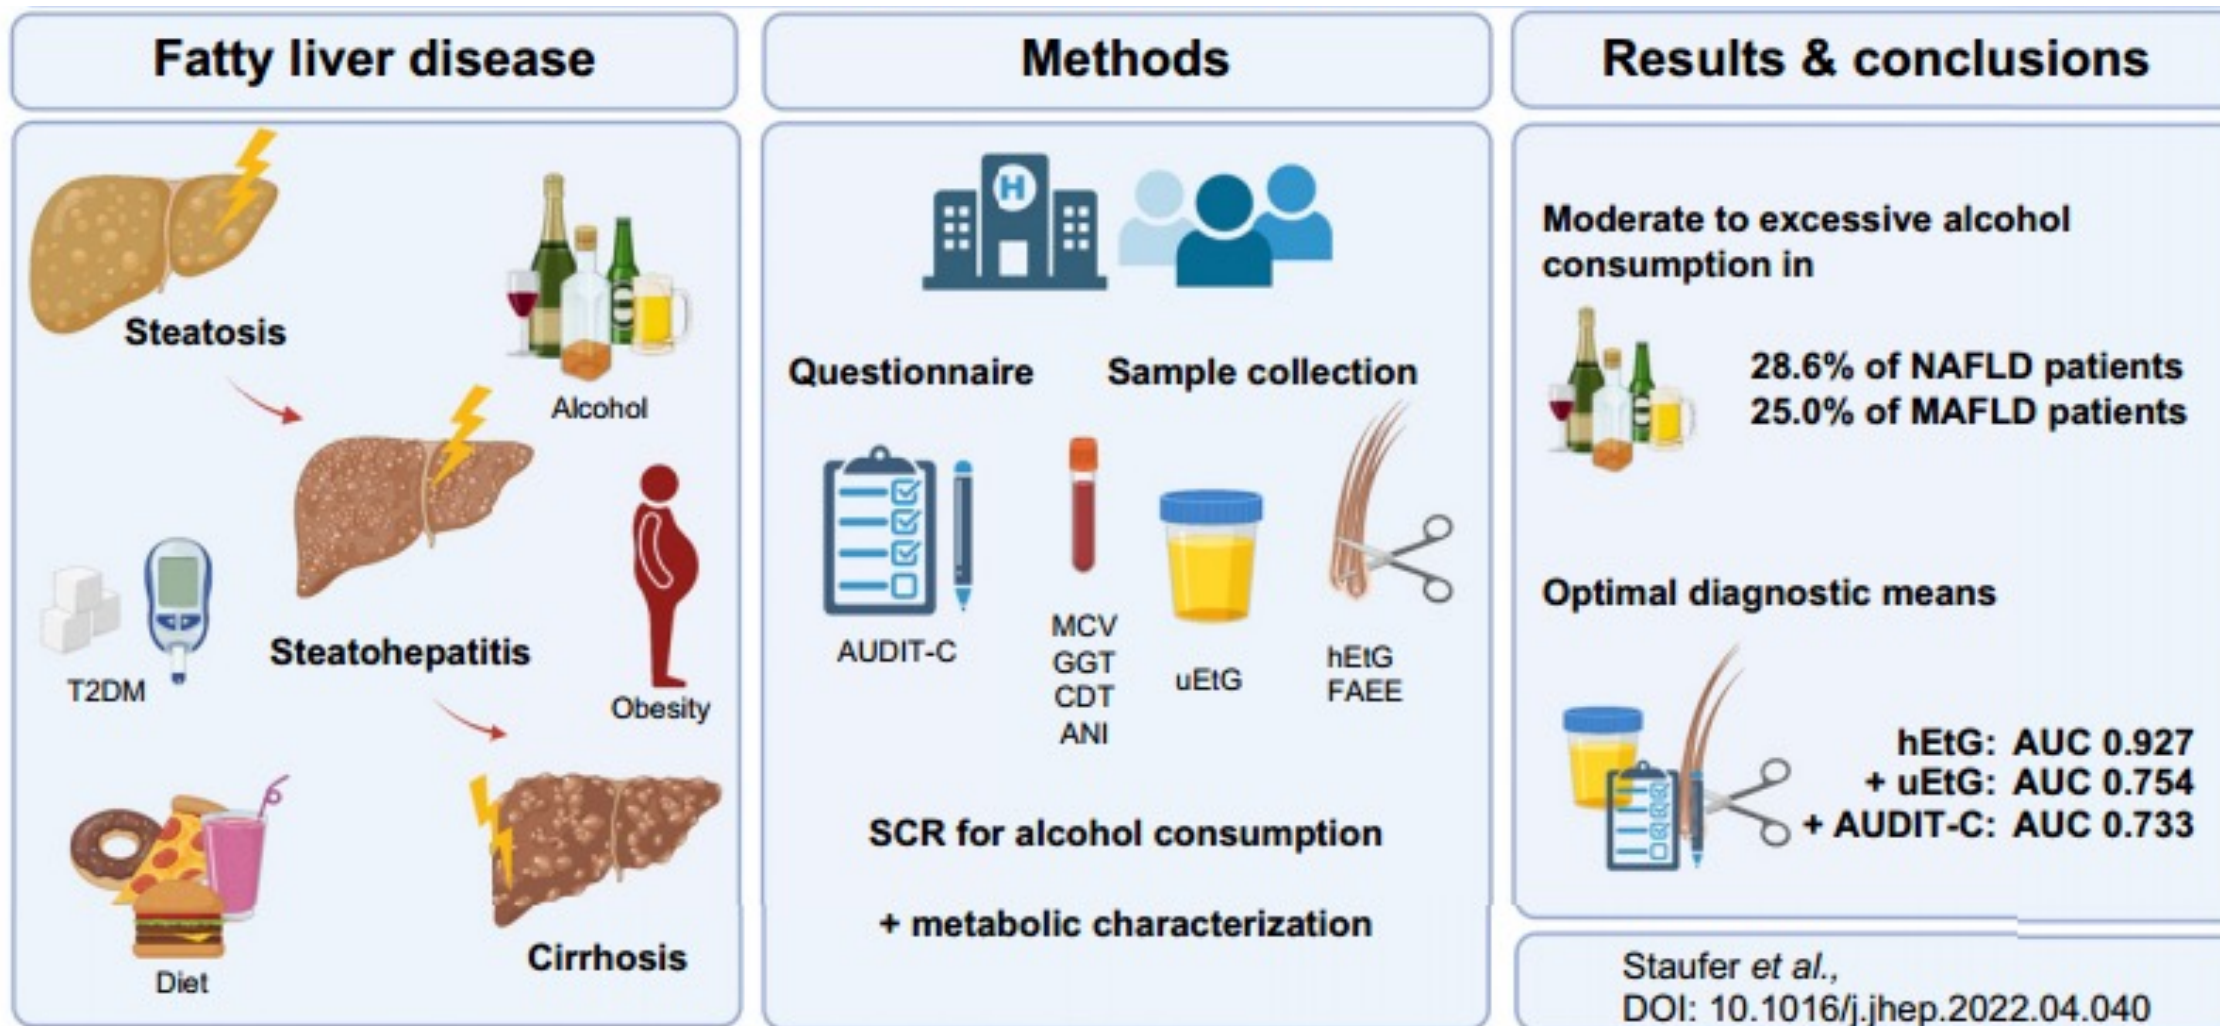 Fatty liver disease
Steatosis
Alcohol
T2DM
Steatohepatitis
Obesity
Diet
Cirrhosis
Methods
H
Questionnaire
Sample collection
AUDIT-C
MCV
GGT
CDT
ANI
uEtG
hEtG
FAEE
SCR for alcohol consumption
+ metabolic characterization
Results & conclusions
Moderate to excessive alcohol
consumption in
28.6% of NAFLD patients
25.0% of MAFLD patients
Optimal diagnostic means
hEtG: AUC 0.927
+ uEtG: AUC 0.754
+ AUDIT-C: AUC 0.733
Staufer et al.,
DOI: 10.1016/j.jhep.2022.04.040